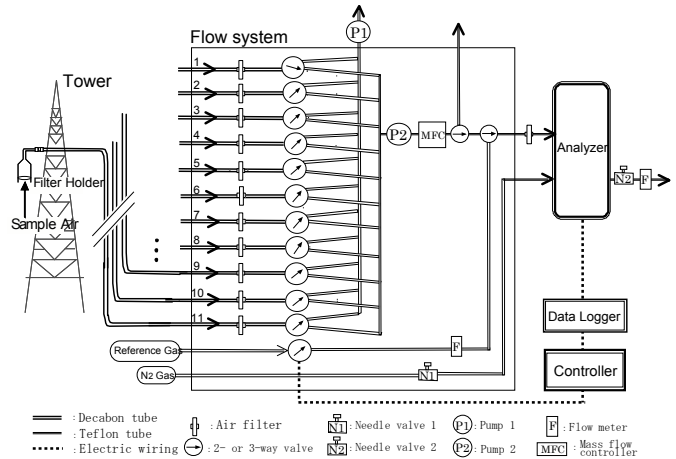 P1
Flow system
Tower
1
2
3
4
5
6
7
8
9
10
11
P2
MFC
Analyzer
N2
F
Filter Holder
Sample Air
Data Logger
Reference Gas
F
Controller
N2 Gas
N1
: Decabon tube
: Teflon tube
: Electric wiring
: Air filter
: 2- or 3-way valve
N1 : Needle valve 1
N2 : Needle valve 2
P1 : Pump 1
P2 : Pump 2
F : Flow meter
MFC : Mass flow
controller